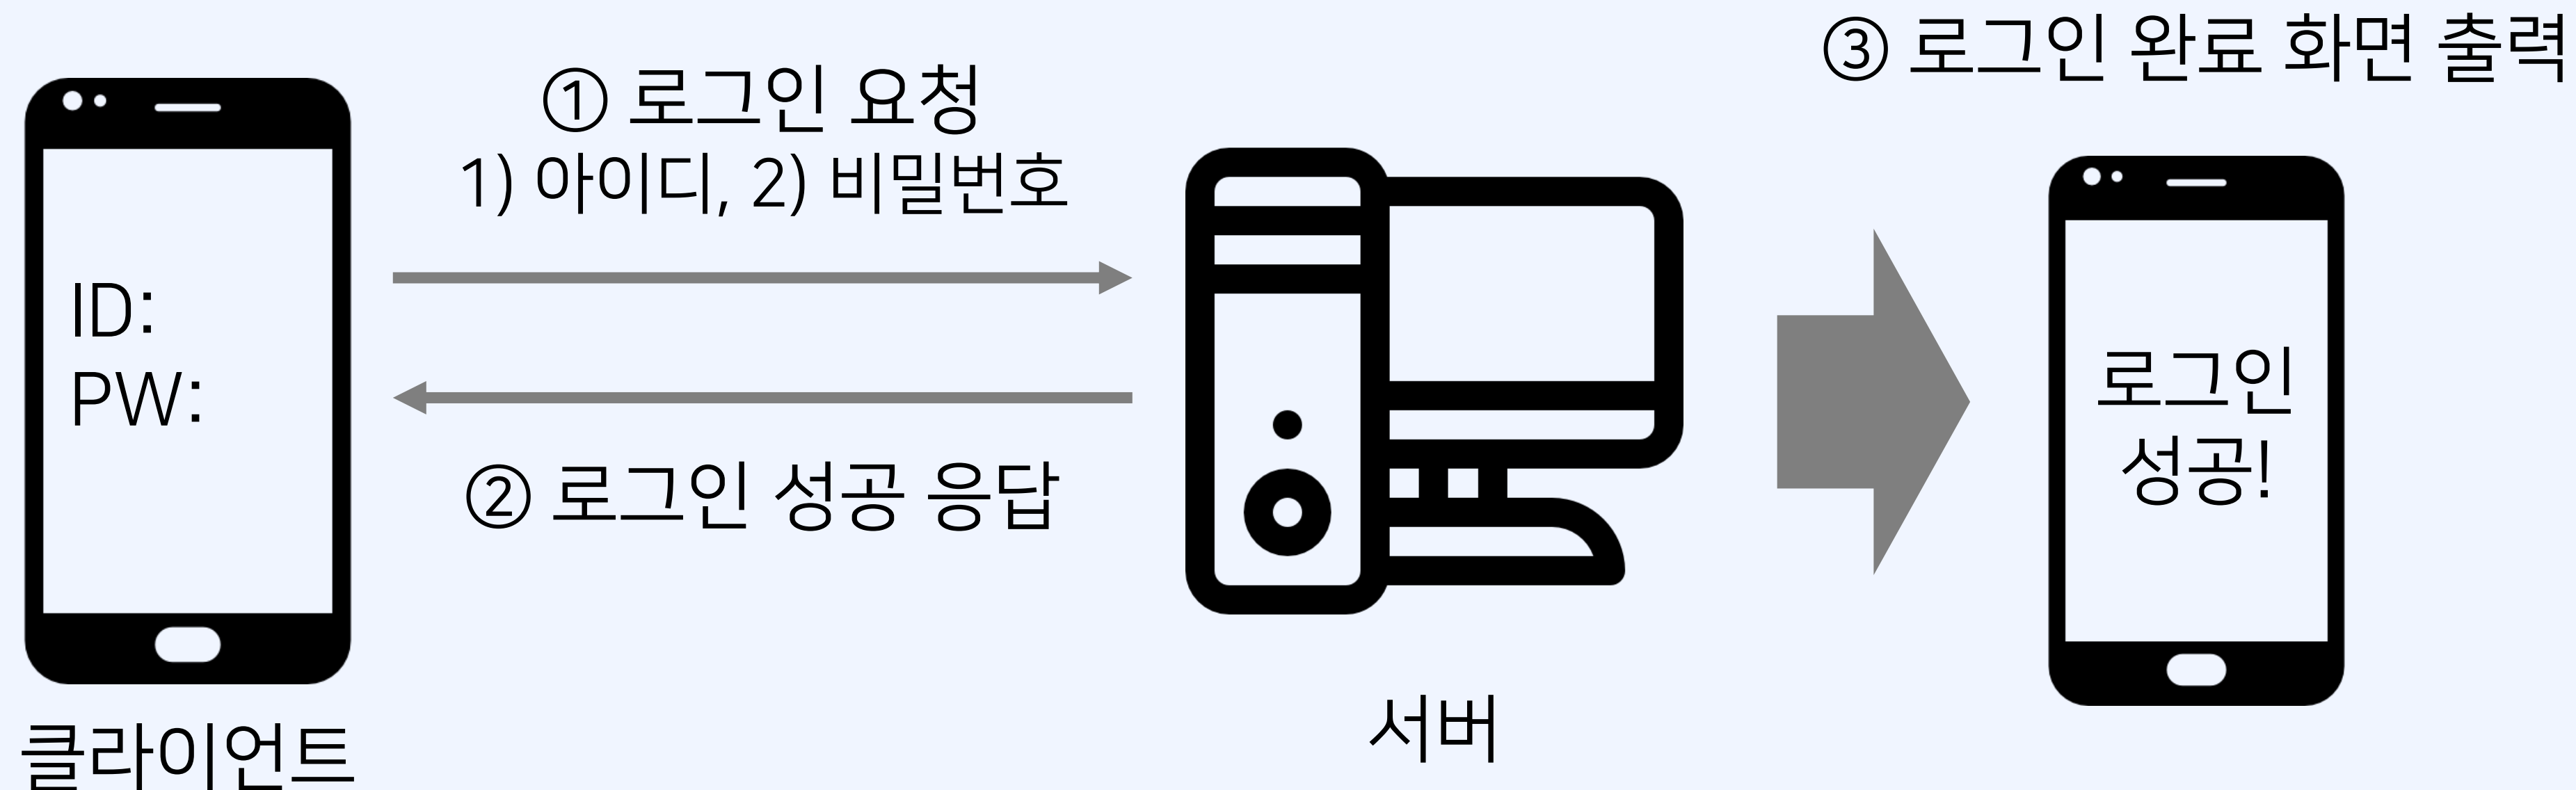 ③ 로그인 완료 화면 출력
① 로그인 요청
1) 아이디, 2) 비밀번호
ID:
PW:
② 로그인 성공 응답
로그인
성공!
서버
클라이언트